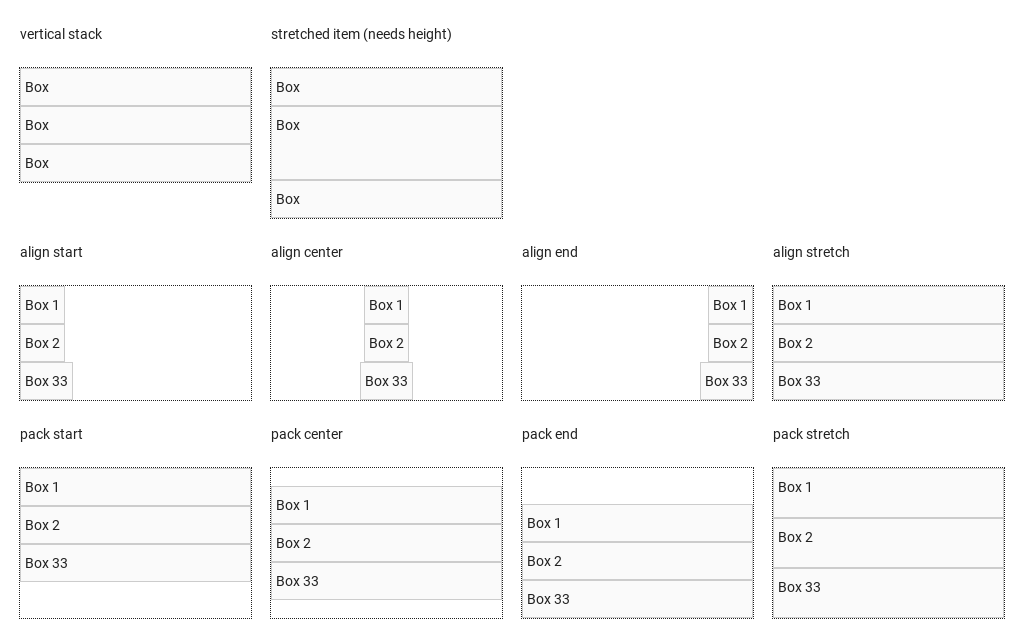 vertical stack
stretched item (needs height)
Box
Box
Box
Box
Box
Box
align start
align center
align end
align stretch
Box 1
Box 2
Box 33
Box 1
Box 2
Box 33
Box 1
Box 2
Box 33
Box 1
Box 2
Box 33
pack start
pack center
pack end
pack stretch
Box 1
Box 2
Box 33
Box 1
Box 2
Box 33
Box 1
Box 2
Box 33
Box 1
Box 2
Box 33